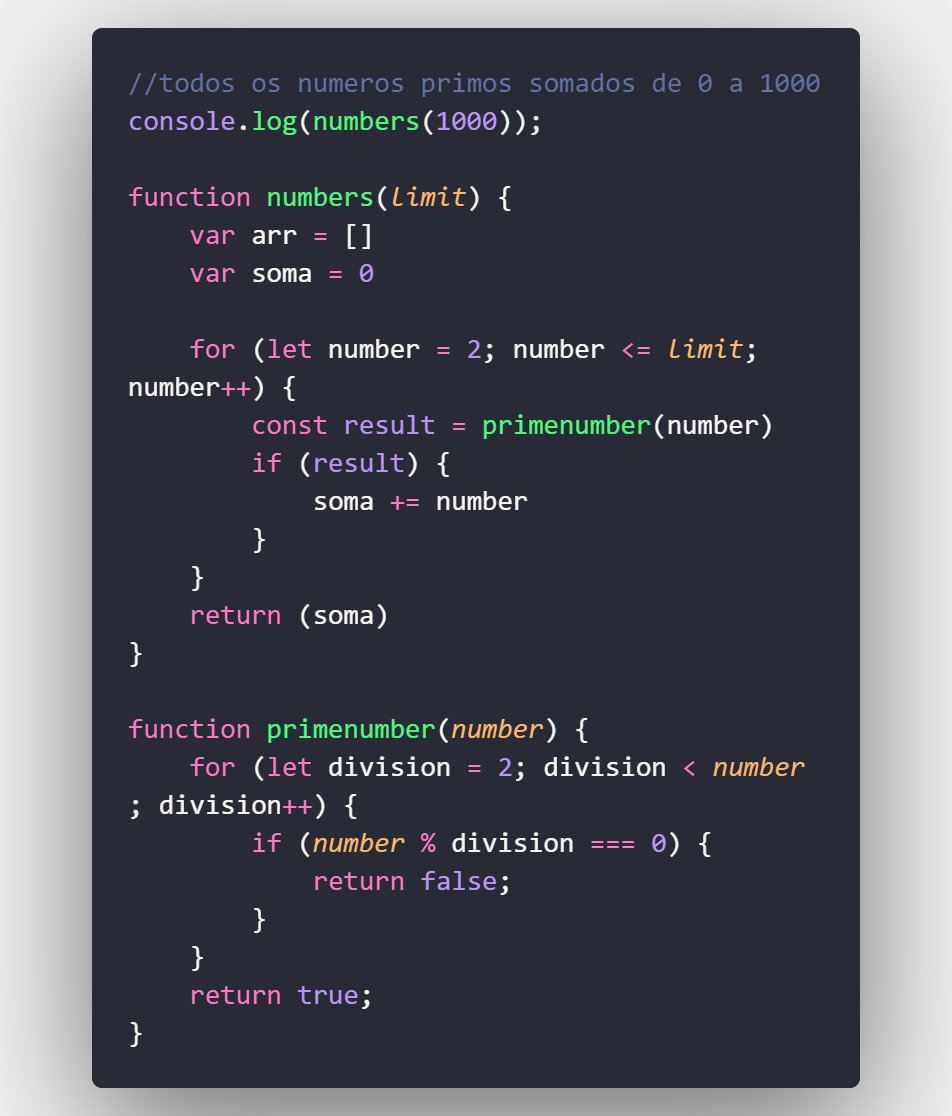 //todos os numeros primos somados de 0 a 1000
console.log(numbers(1000));

function numbers(limit) {
    var arr = []
    var soma = 0

    for (let number = 2; number <= limit;
number++) {
        const result = primenumber(number)
        if (result) {
            soma += number
        }
    }
    return (soma)
}

function primenumber(number) {
    for (let division = 2; division < number
; division++) {
        if (number % division === 0) {
            return false;
        }
    }
    return true;
}